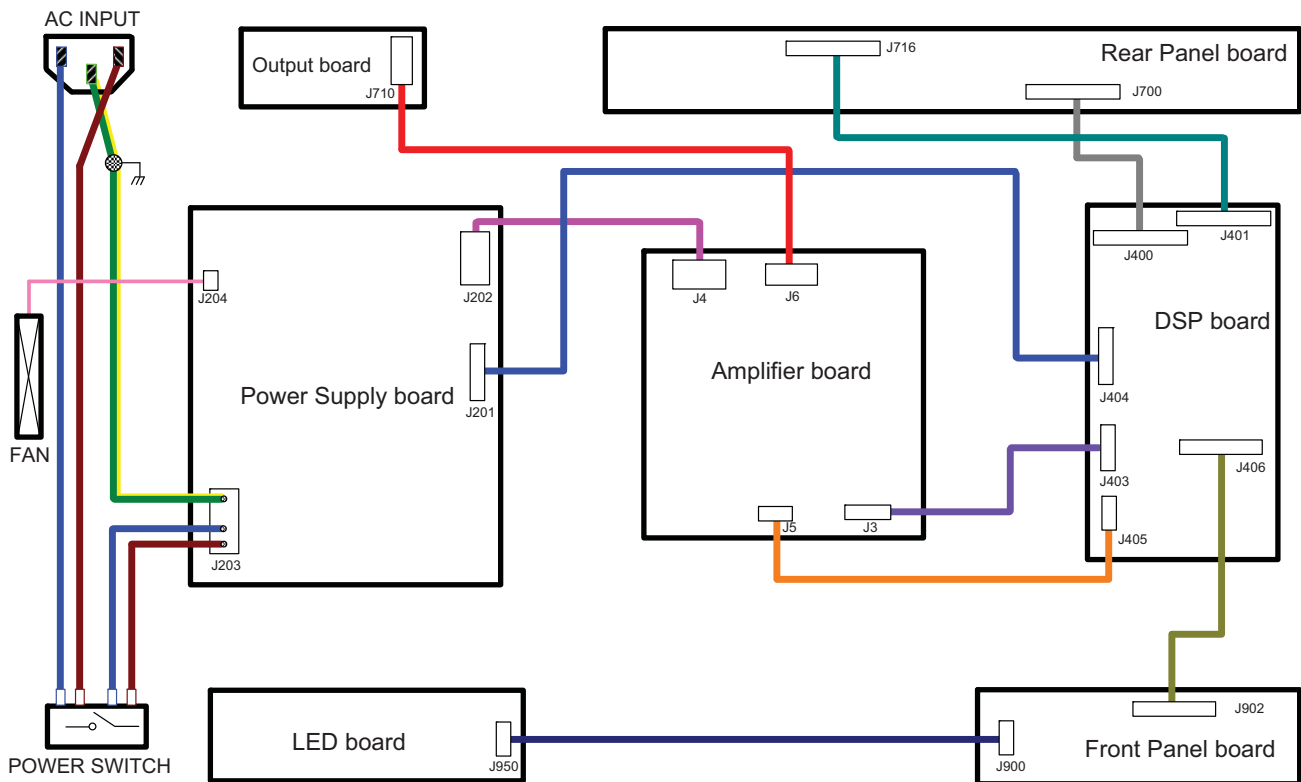 AC INPUT
Output board
J710
J716
Rear Panel board
J700
J401
J400
J204
J202
J4
J6
DSP board
Power Supply board
J201
Amplifier board
J404
FAN
J403
J406
J5
J3
J405
J203
POWER SWITCH
LED board
J950
J902
Front Panel board
J900